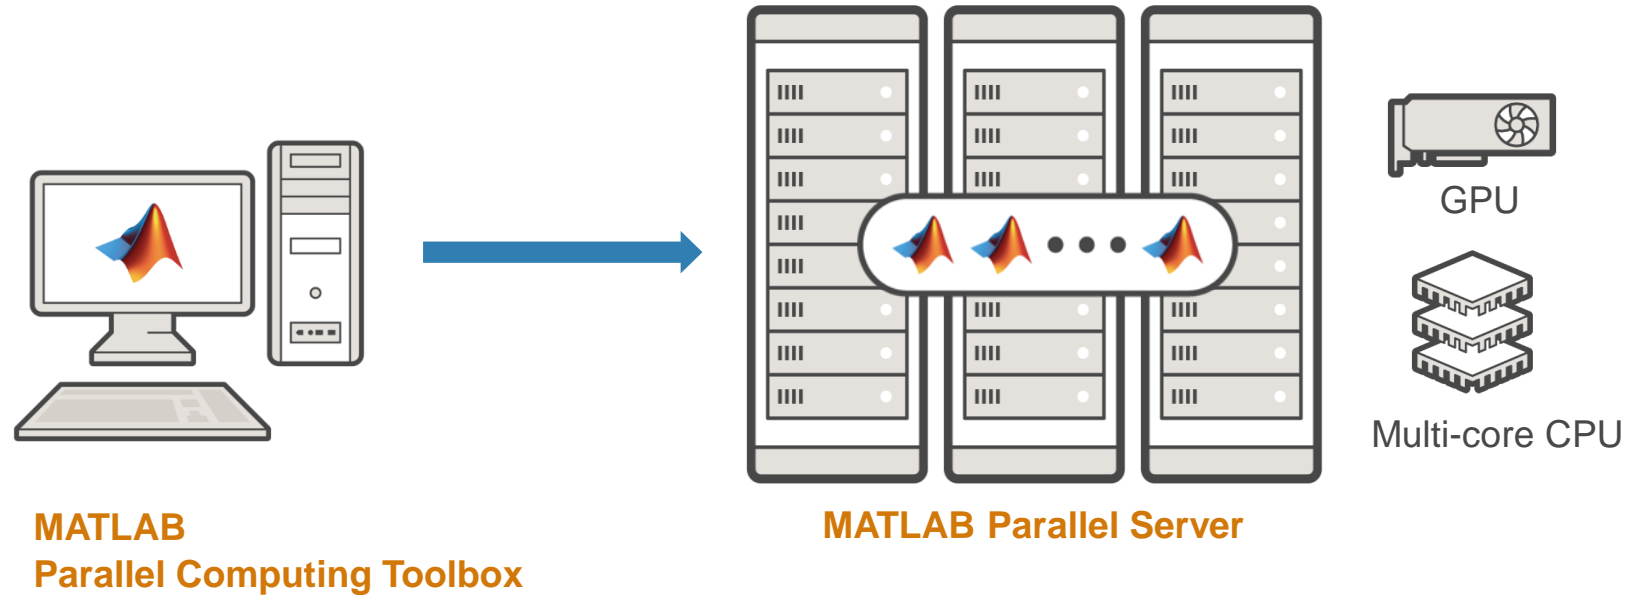 GPU
Multi-core CPU
MATLAB
Parallel Computing Toolbox
MATLAB Parallel Server